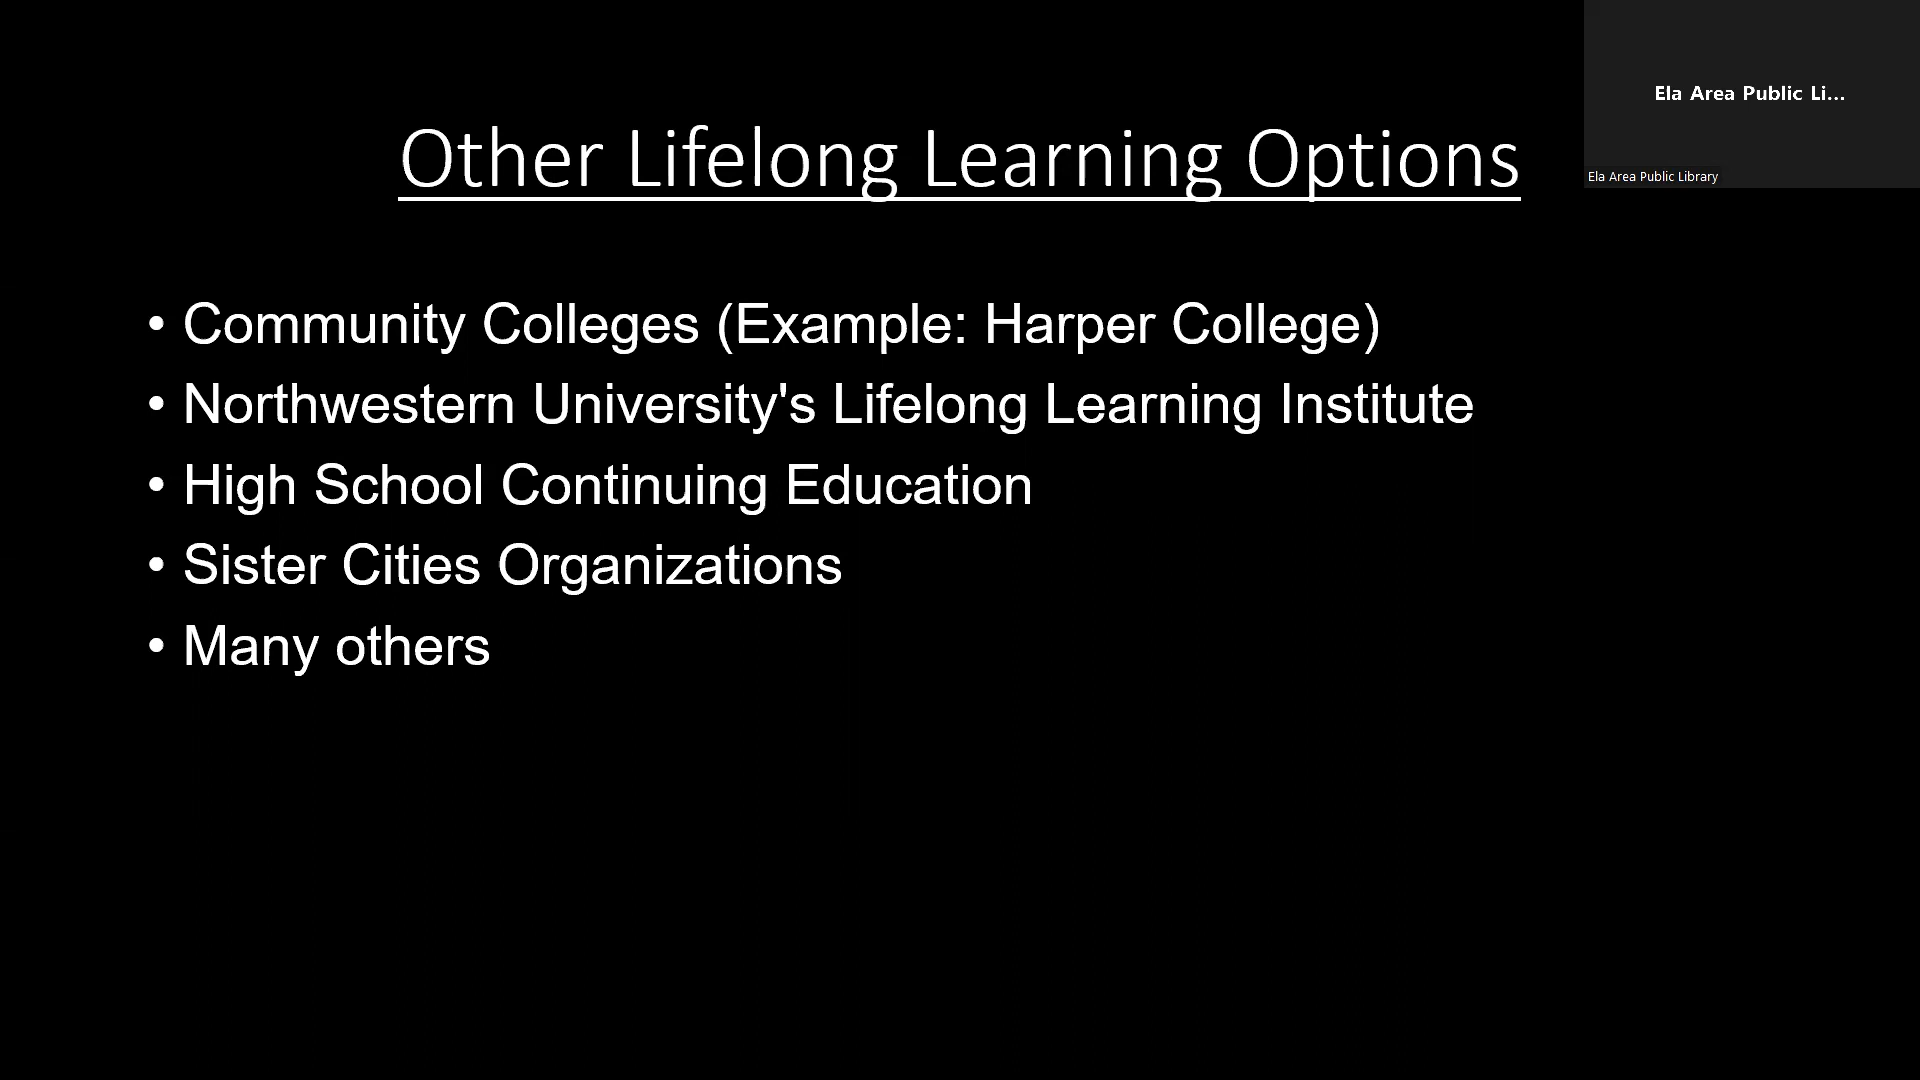 Ela Area Public Li...
Ela Area Public Library
Other Lifelong Learning Options
• Community Colleges (Example: Harper College)
• Northwestern University's Lifelong Learning Institute
• High School Continuing Education
• Sister Cities Organizations
• Many others